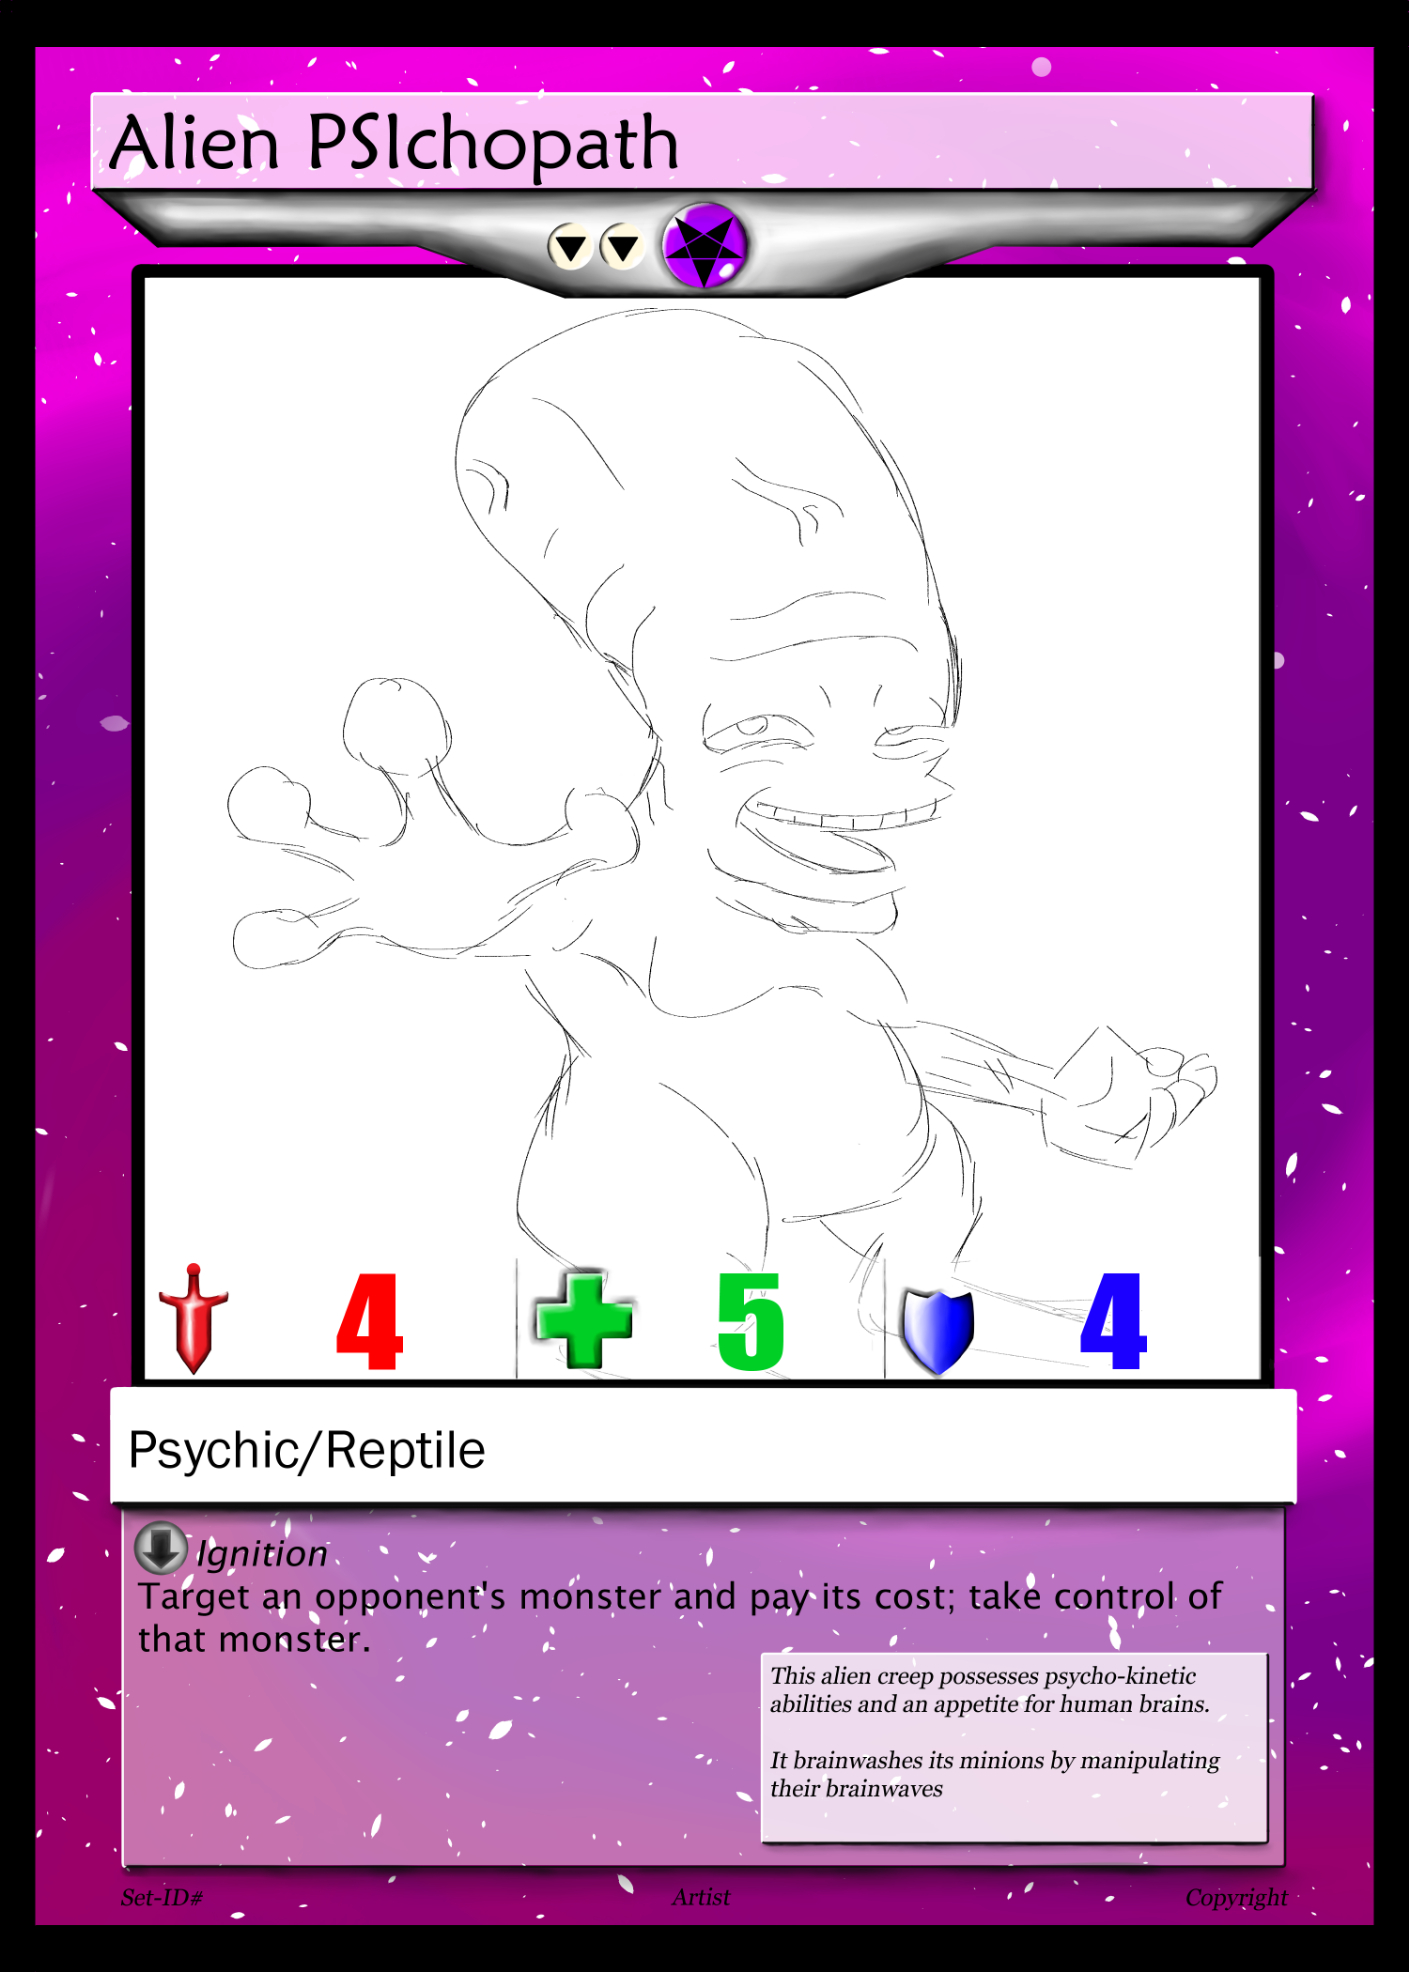 Alien PSIchopath
4
5
4
Psychic/Reptile
Ignition
Target an opponent's monster and pay its cost; take control of
that monster.
This alien creep possesses psycho-kinetic
abilities and an appetite for human brains.
It brainwashes its minions by manipulating
their brainwaves
Set-ID#
Artist
Copyright